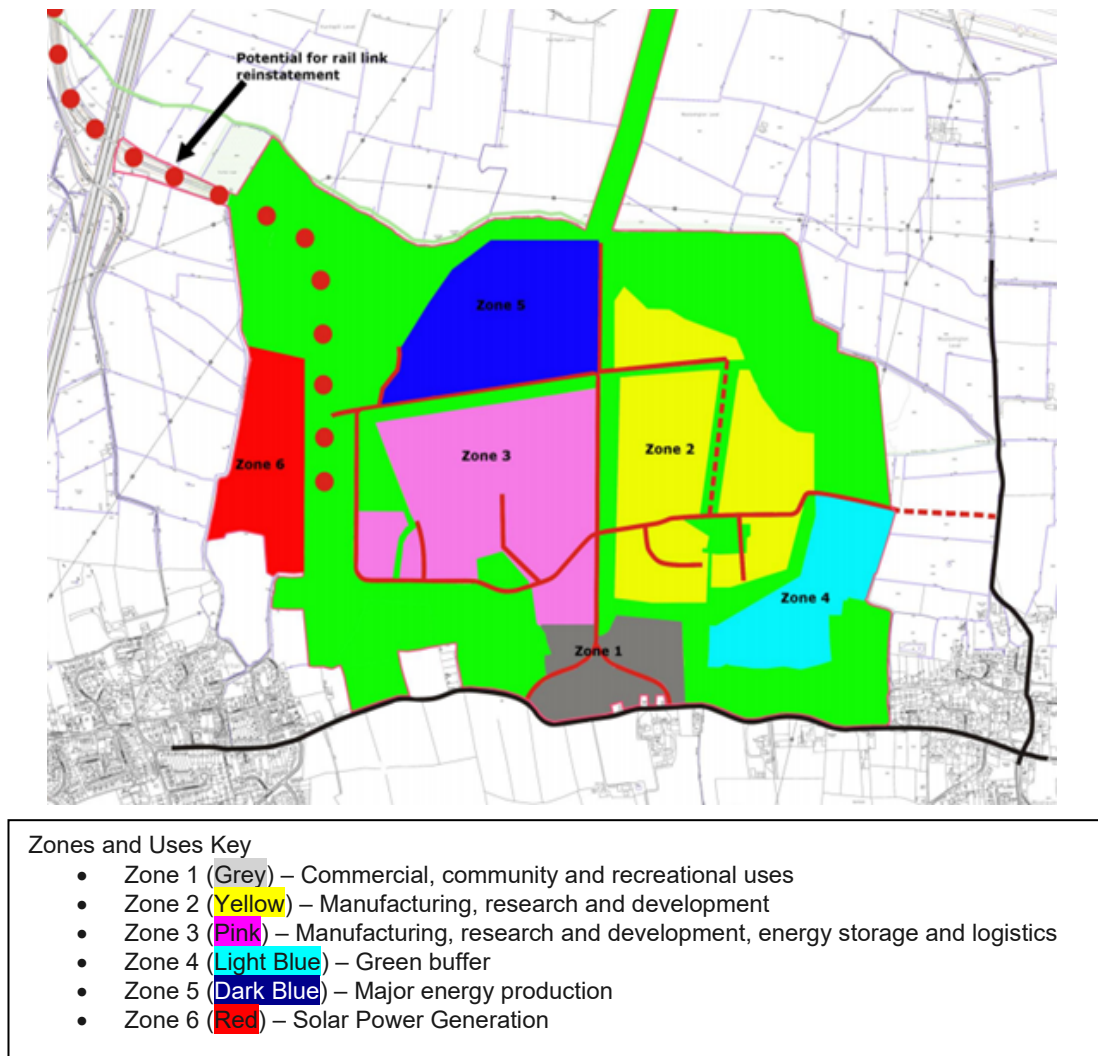 Potential for rail link
reinstatement
Zone 5
Zone 2
Zone 3
Zone 6
Zone 4
Zone 1
Zones and Uses Key
• Zone 1 (Grey) – Commercial, community and recreational uses
• Zone 2 (Yellow) – Manufacturing, research and development
• Zone 3 (Pink) – Manufacturing, research and development, energy storage and logistics
• Zone 4 (Light Blue) – Green buffer
• Zone 5 (Dark Blue) – Major energy production
• Zone 6 (Red) – Solar Power Generation